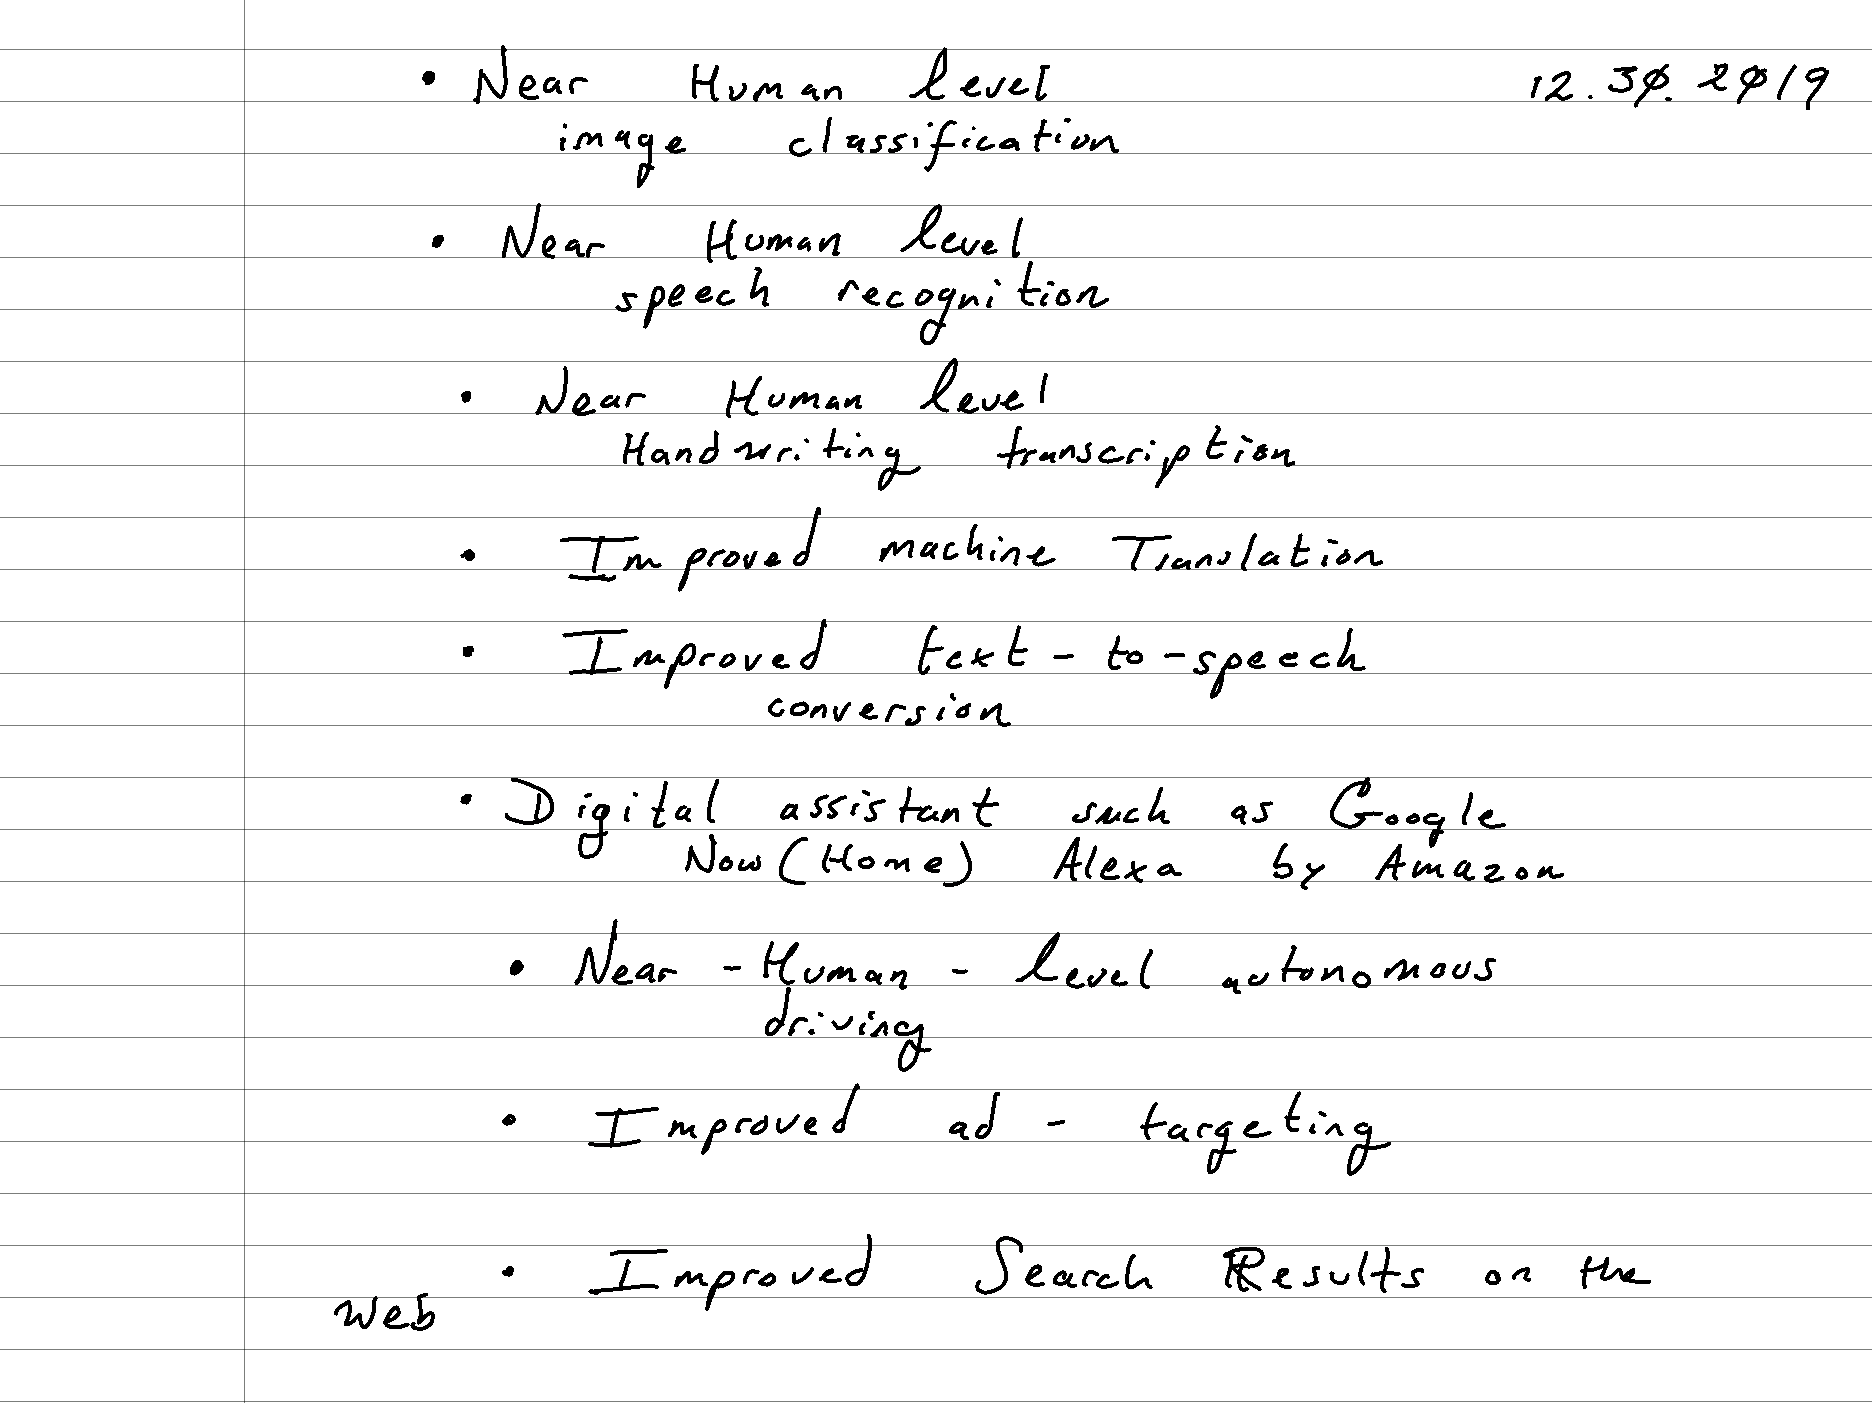 • Near Human level 12.30.2019
image classification
• Near Human level
speech recognition
• Near Human level
Handwriting transcription
• Improved machine Translation
• Improved text-to-speech
conversion
• Digital assistant such as Google
Now (Home) Alexa by Amazon
• Near-Human-level autonomous
driving
• Improved ad-targeting
• Improved Search Results on the
Web